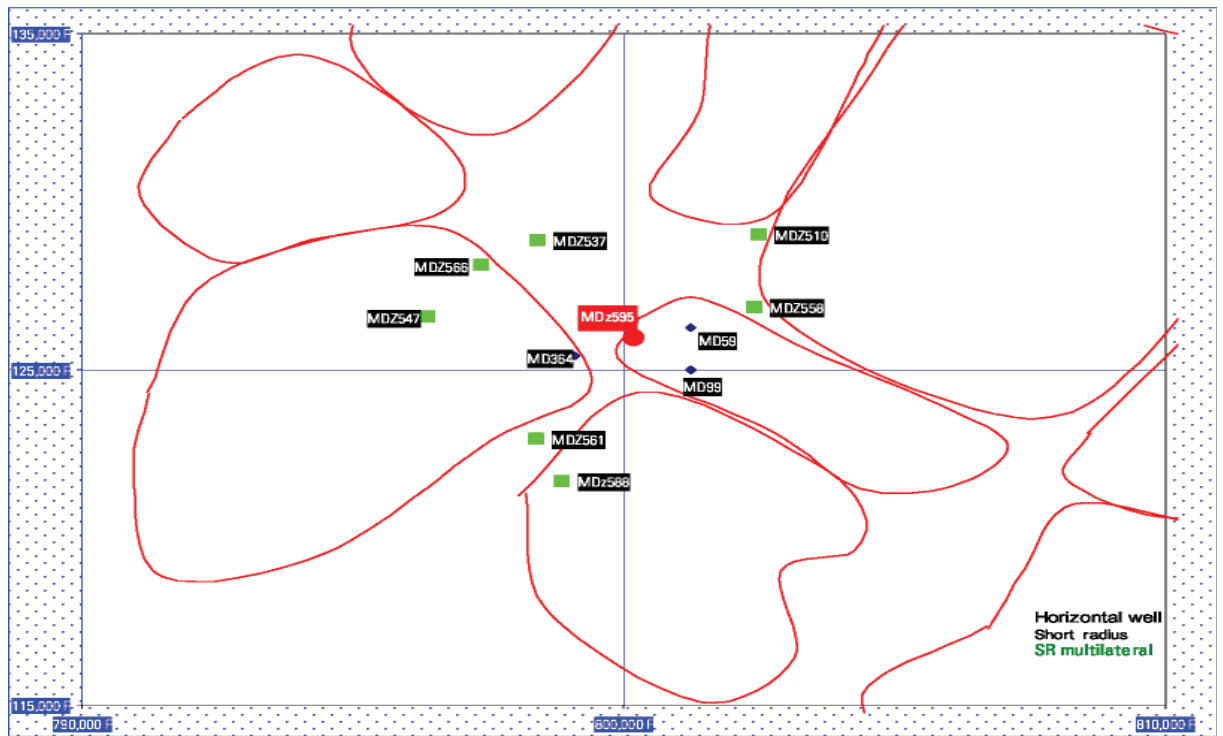 135,000 F
MDZ537
MDZ510
MDZ566
MDZ558
MDZ547
MDz595
MD59
MD364
125,000 F
MD99
MDZ561
MDz588
Horizontal well
Short radius
SR multilateral
115,000 F
790,000 F
800,000 F
810,000 F